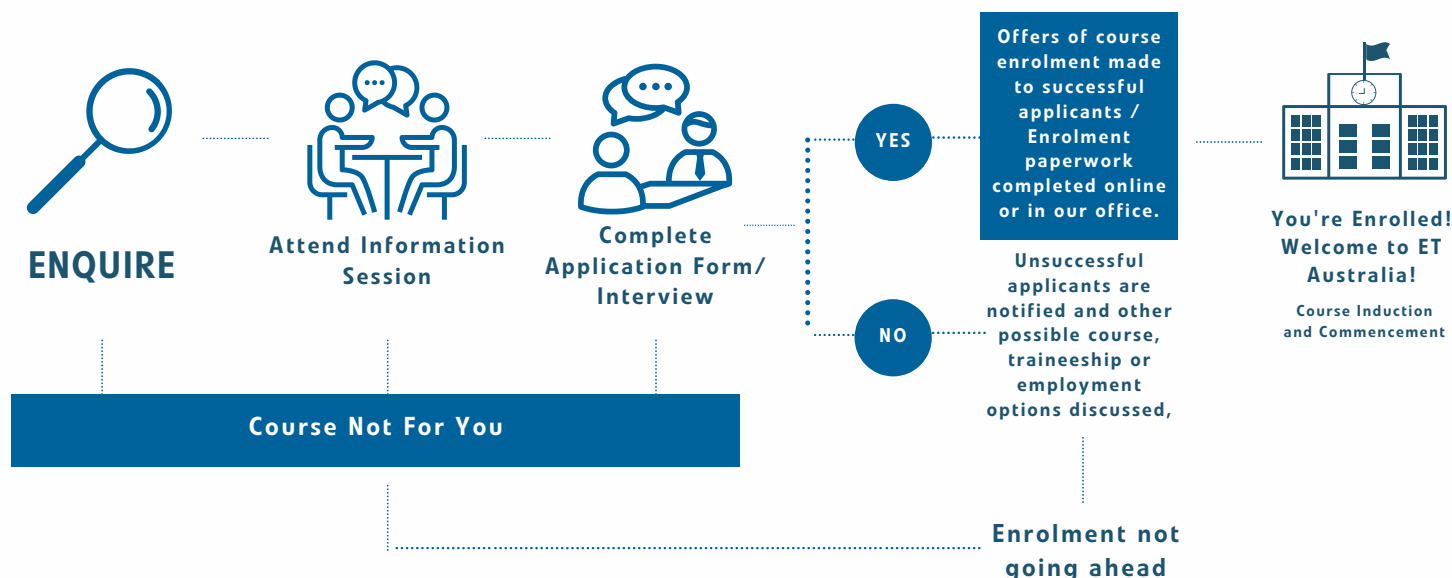 ENQUIRE
Attend Information
Session
Complete
Application Form/
Interview
YES
NO
Offers of course
enrolment made
to successful
applicants /
Enrolment
paperwork
completed online
or in our office.
Unsuccessful
applicants are
notified and other
possible course,
traineeship or
employment
options discussed,
You're Enrolled!
Welcome to ET
Australia!
Course Induction
and Commencement
Course Not For You
Enrolment not
going ahead